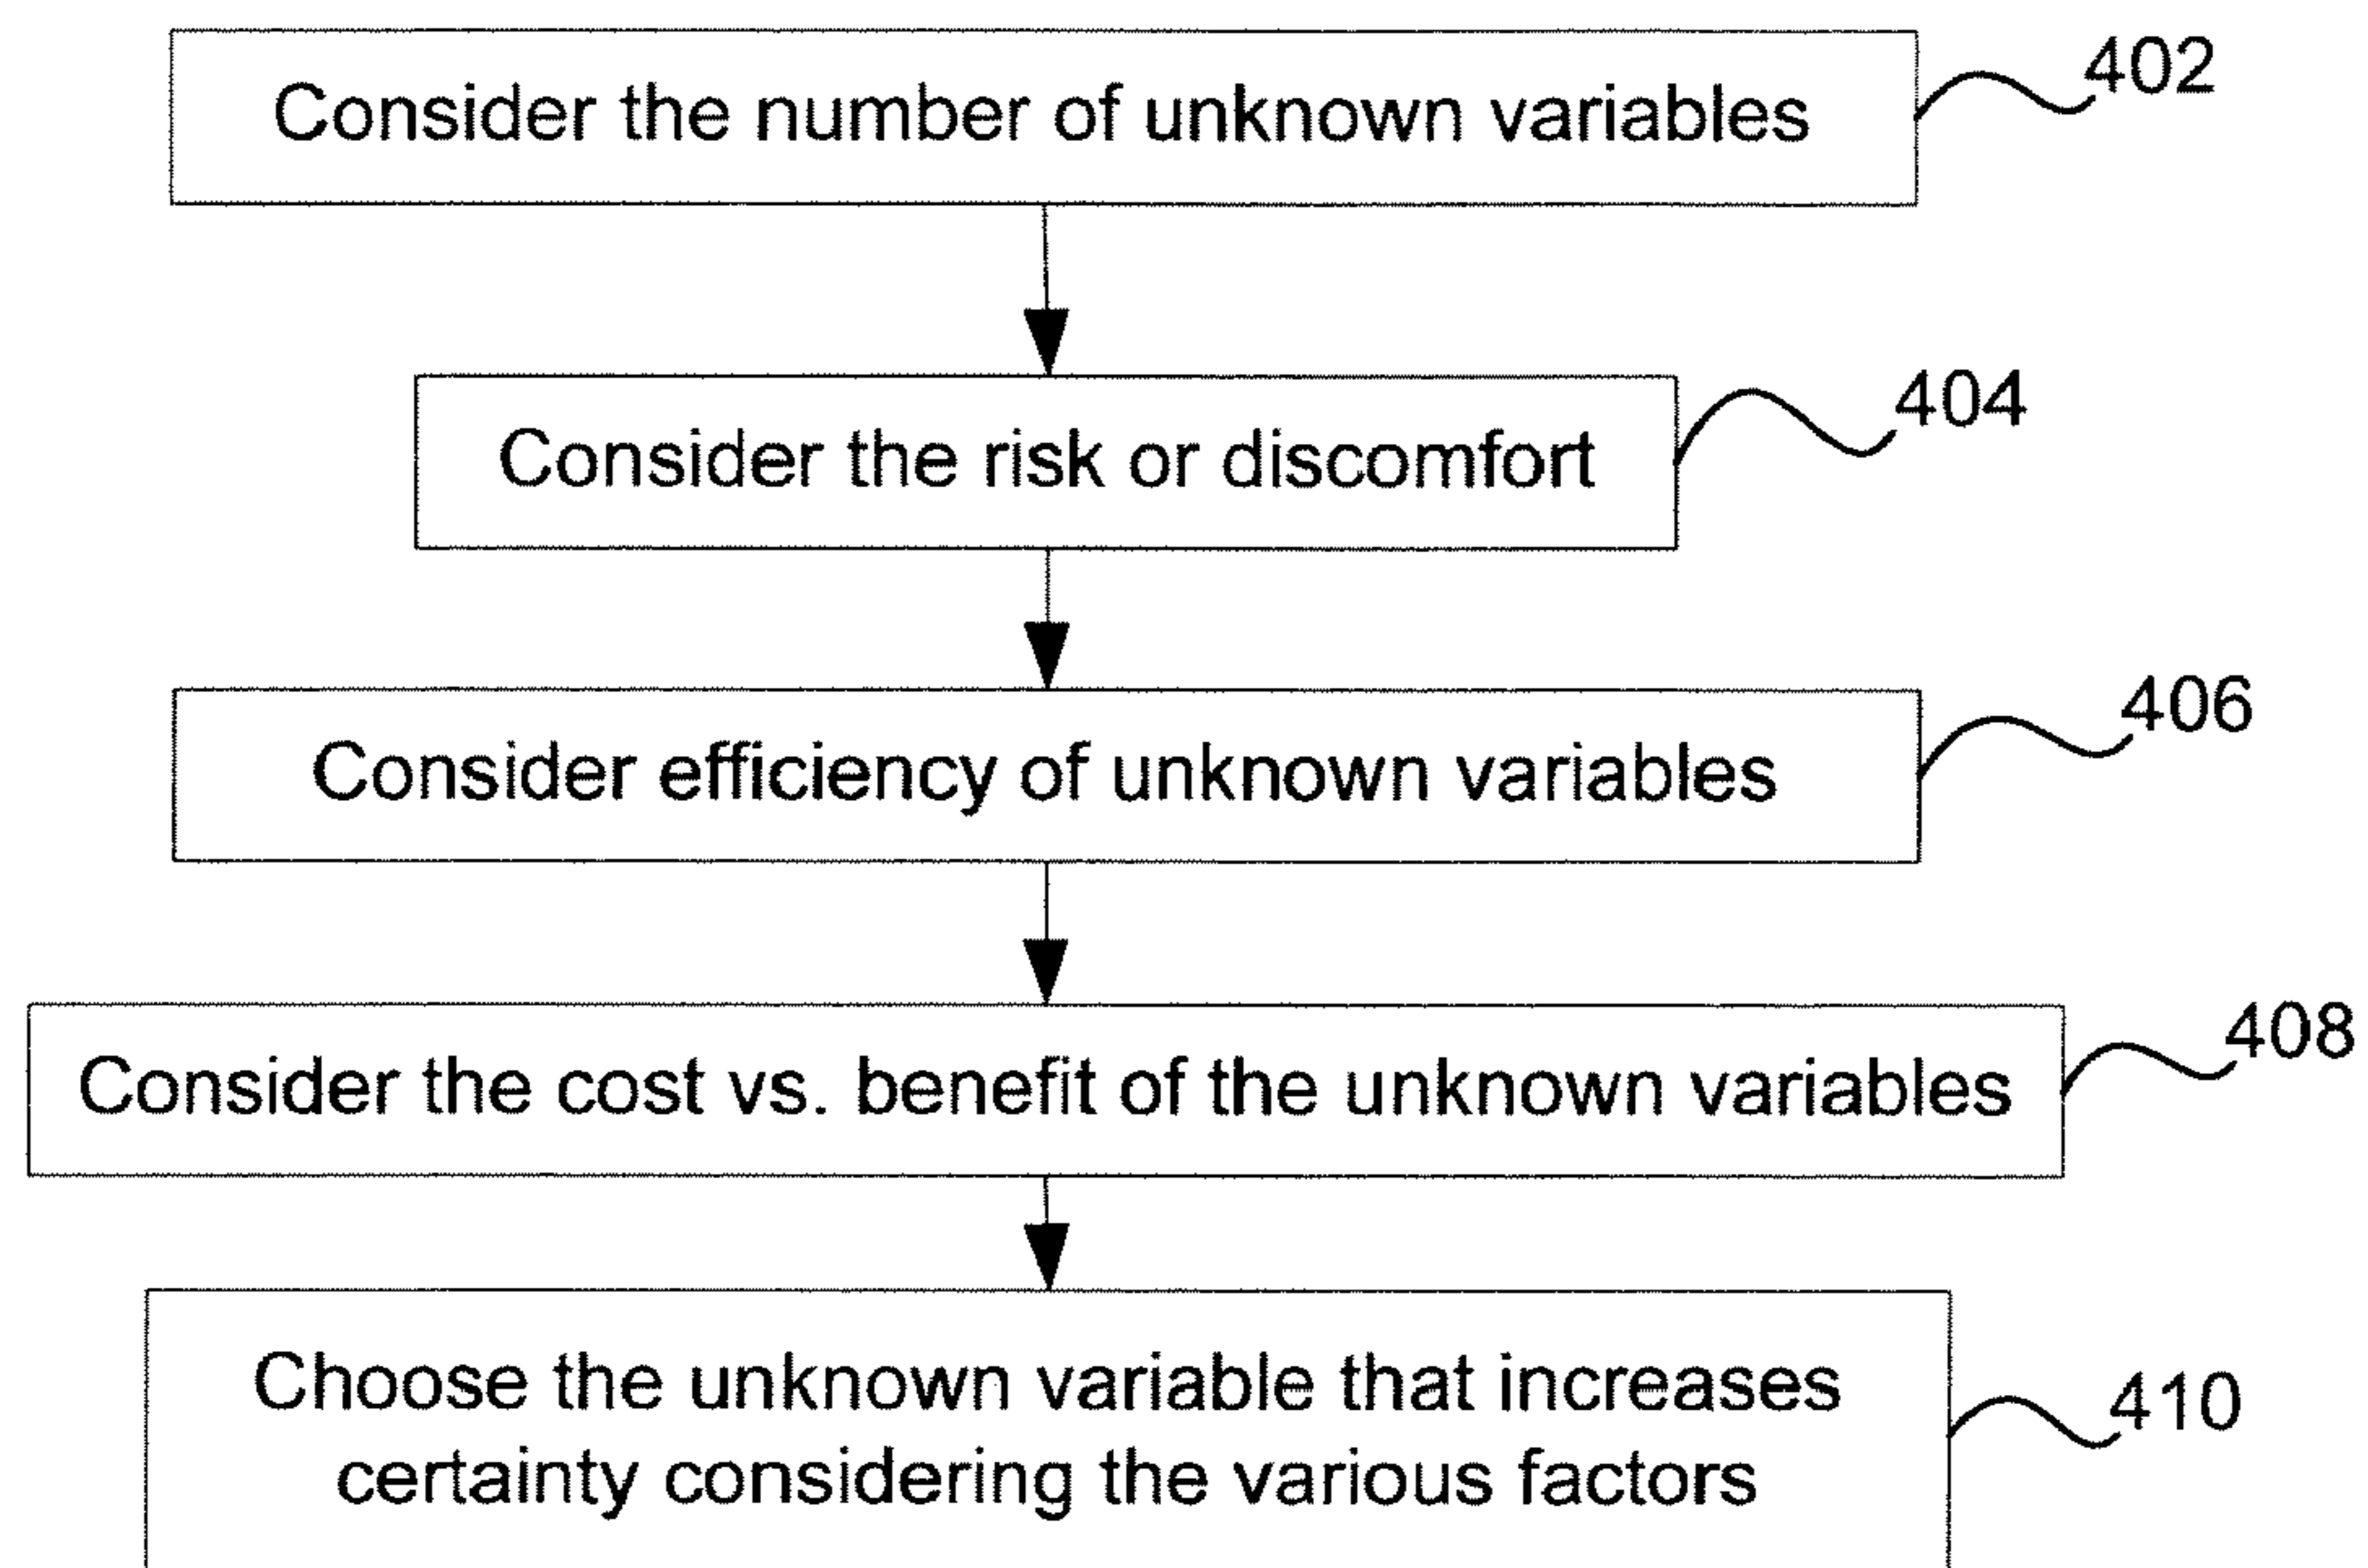 Consider the number of unknown variables
402
Consider the risk or discomfort
404
Consider efficiency of unknown variables
406
Consider the cost vs. benefit of the unknown variables
408
Choose the unknown variable that increases
certainty considering the various factors
410